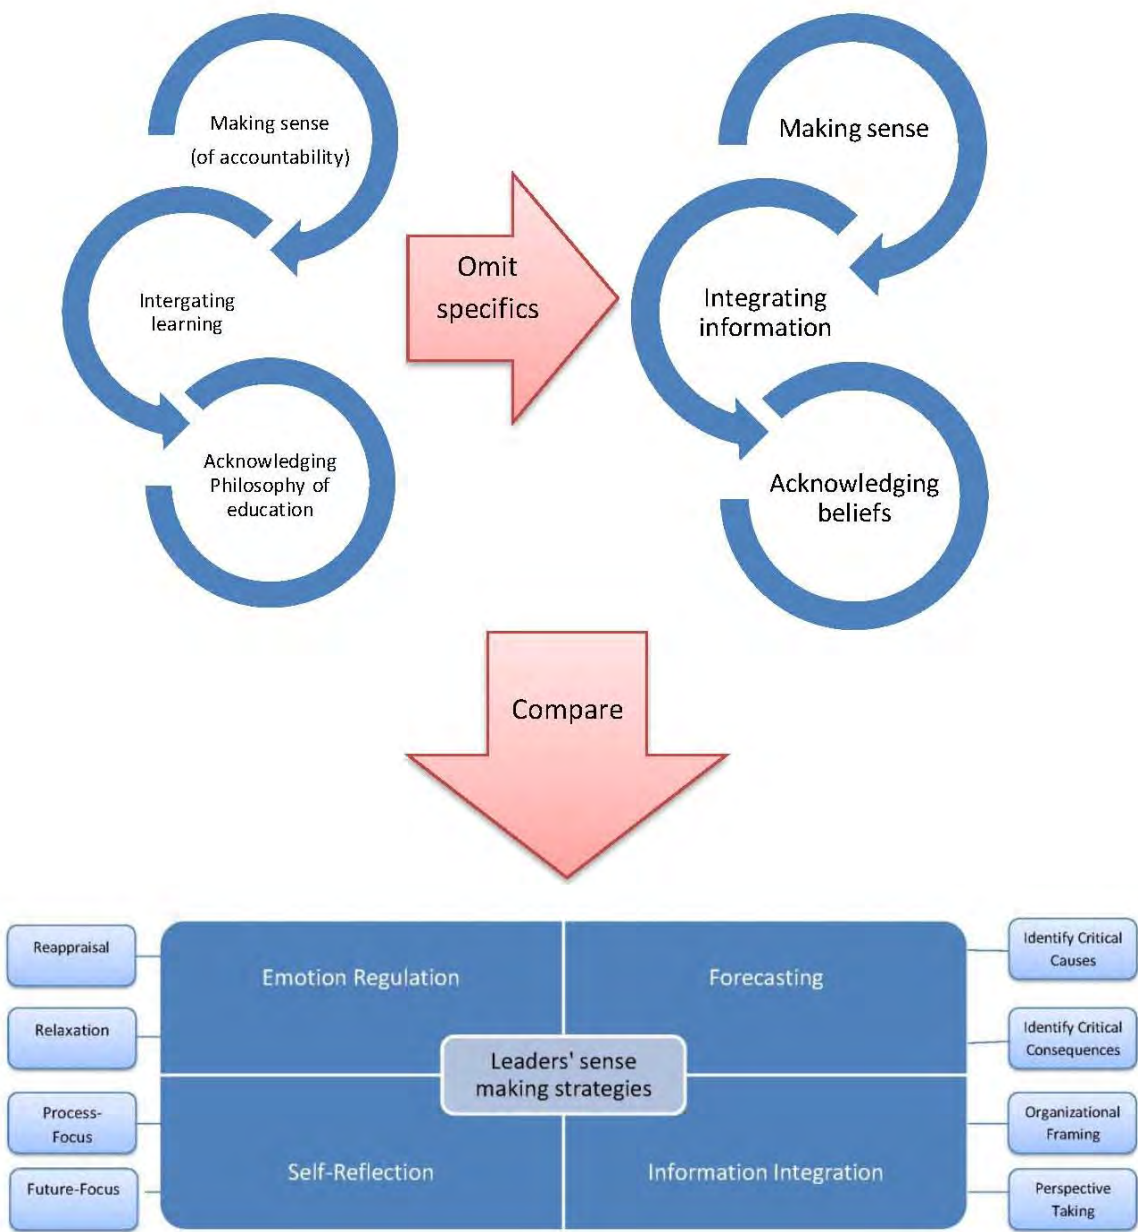 Making sense
(of accountability)
Intergating
learning
Acknowledging
Philosophy of
education
Omit
specifics
Making sense
Integrating
information
Acknowledging
beliefs
Compare
Reappraisal
Relaxation
Process-
Focus
Future-Focus
Emotion Regulation
Forecasting
Leaders' sense
making strategies
Self-Reflection
Information Integration
Identify Critical
Causes
Identify Critical
Consequences
Organizational
Framing
Perspective
Taking